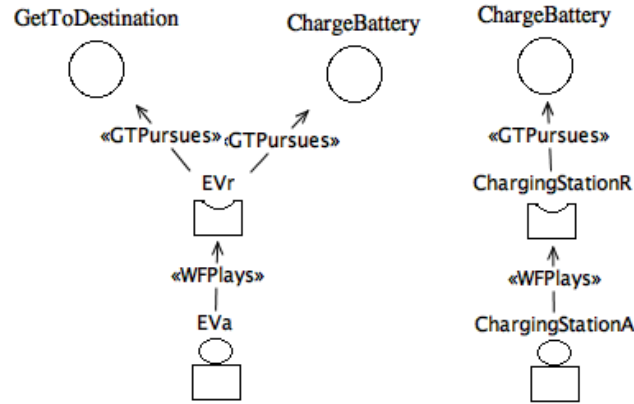 GetToDestination
ChargeBattery
ChargeBattery
«GTPursues»
«GTPursues»
«GTPursues»
EVr
ChargingStationR
«WFPlays»
«WFPlays»
EVa
ChargingStationA